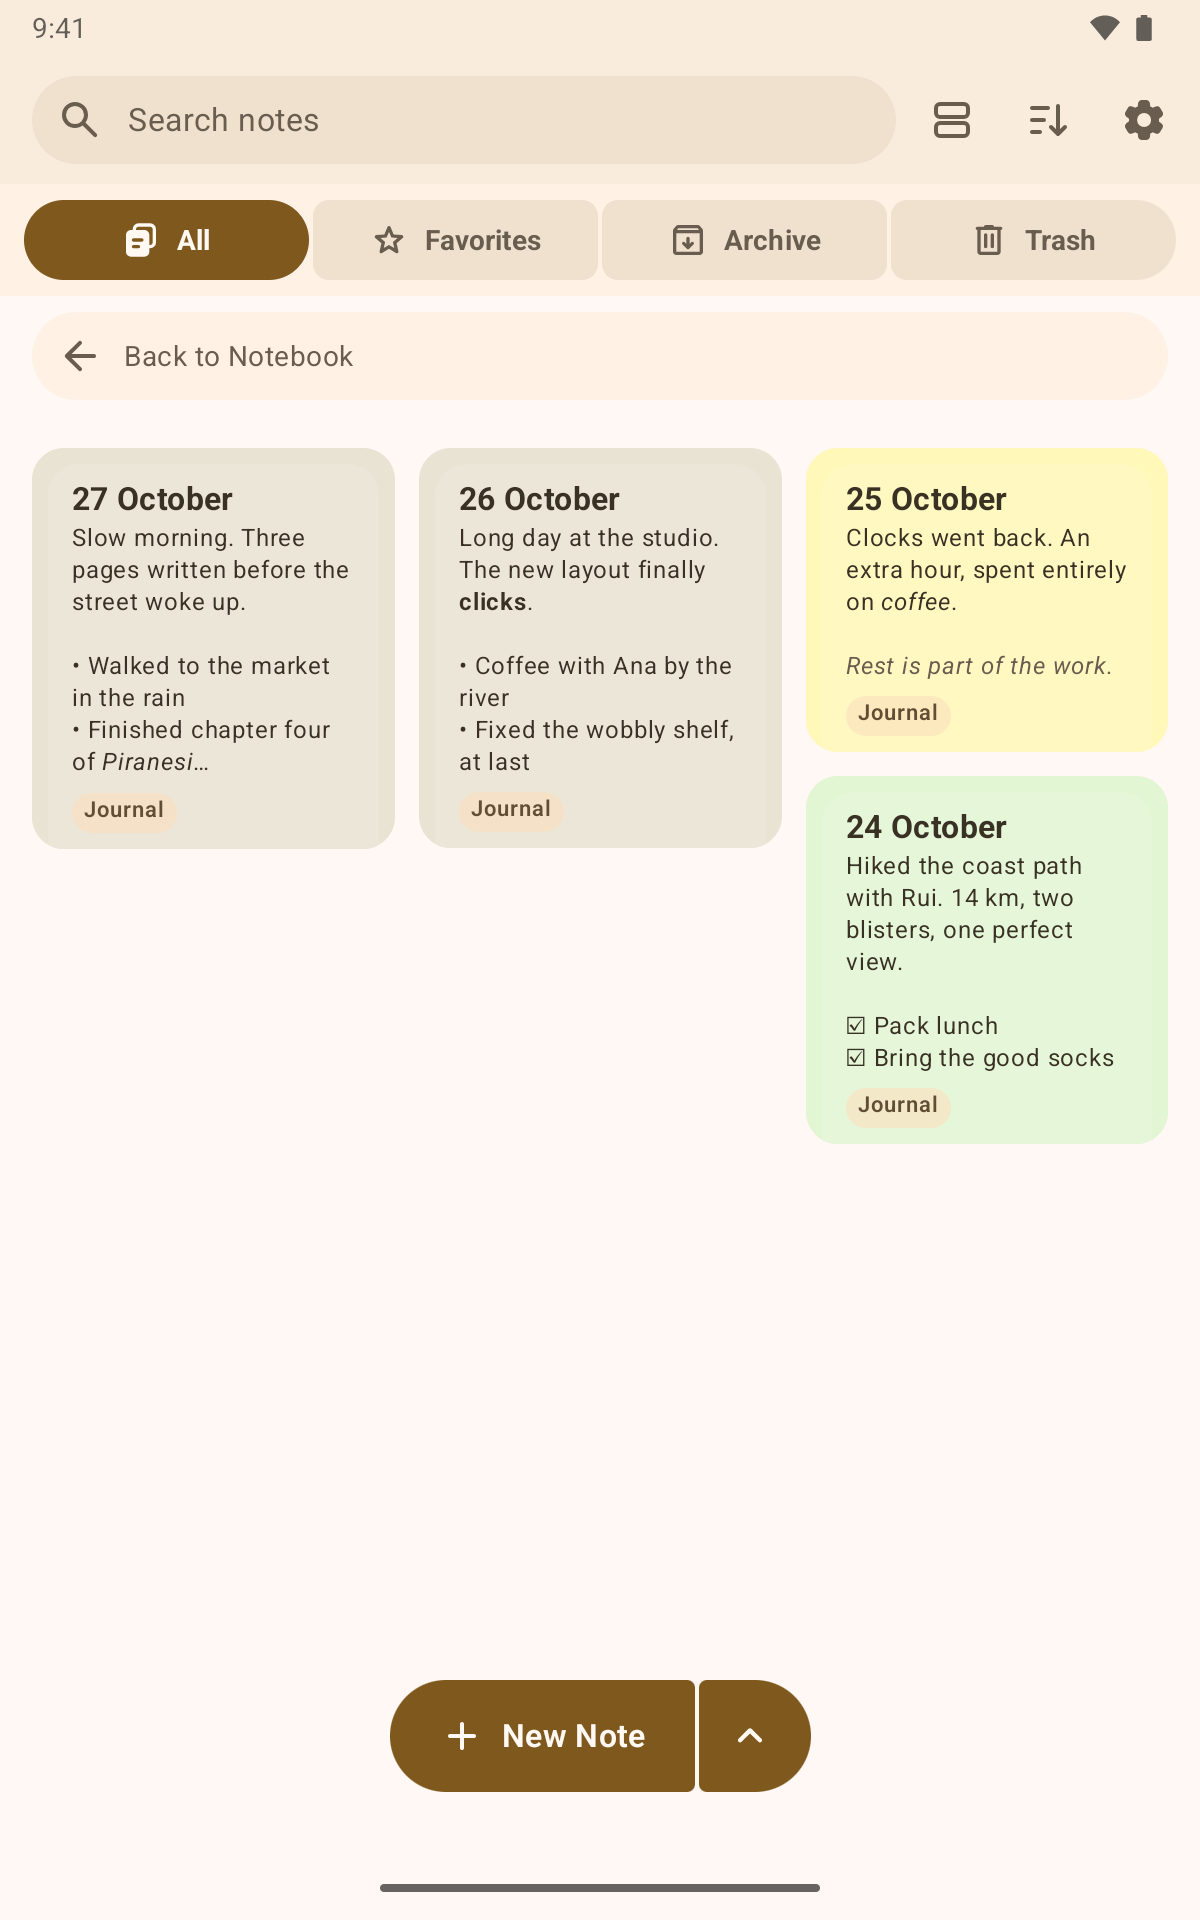 9:41
Search notes
All
Favorites
Archive
Trash
Back to Notebook
27 October
Slow morning. Three
pages written before the
street woke up.
• Walked to the market
in the rain
• Finished chapter four
of Piranesi…
Journal
26 October
Long day at the studio.
The new layout finally
clicks.
• Coffee with Ana by the
river
• Fixed the wobbly shelf,
at last
Journal
25 October
Clocks went back. An
extra hour, spent entirely
on coffee.
Rest is part of the work.
Journal
24 October
Hiked the coast path
with Rui. 14 km, two
blisters, one perfect
view.
☑ Pack lunch
☑ Bring the good socks
Journal
New Note